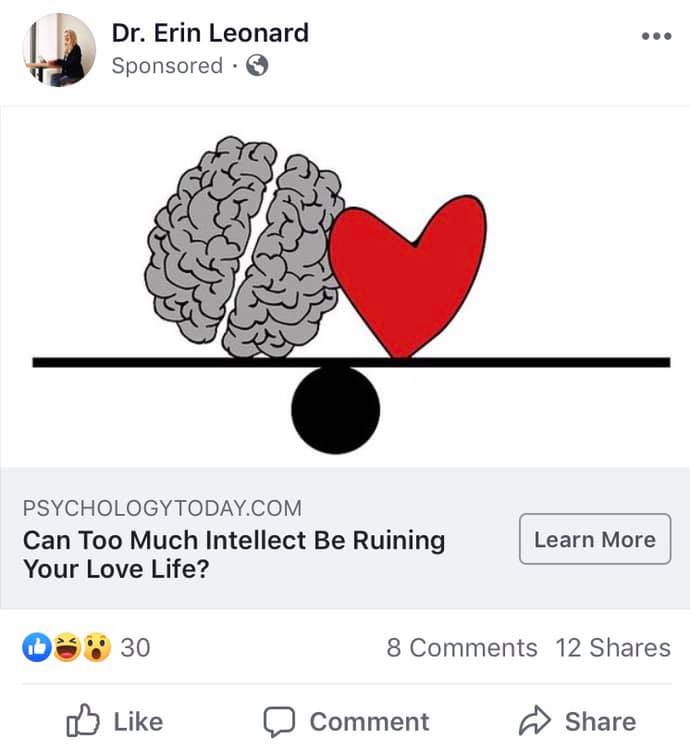 Dr. Erin Leonard
Sponsored ·
PSYCHOLOGYTODAY.COM
Can Too Much Intellect Be Ruining
Your Love Life?
Learn More
30
8 Comments 12 Shares
Like Comment Share